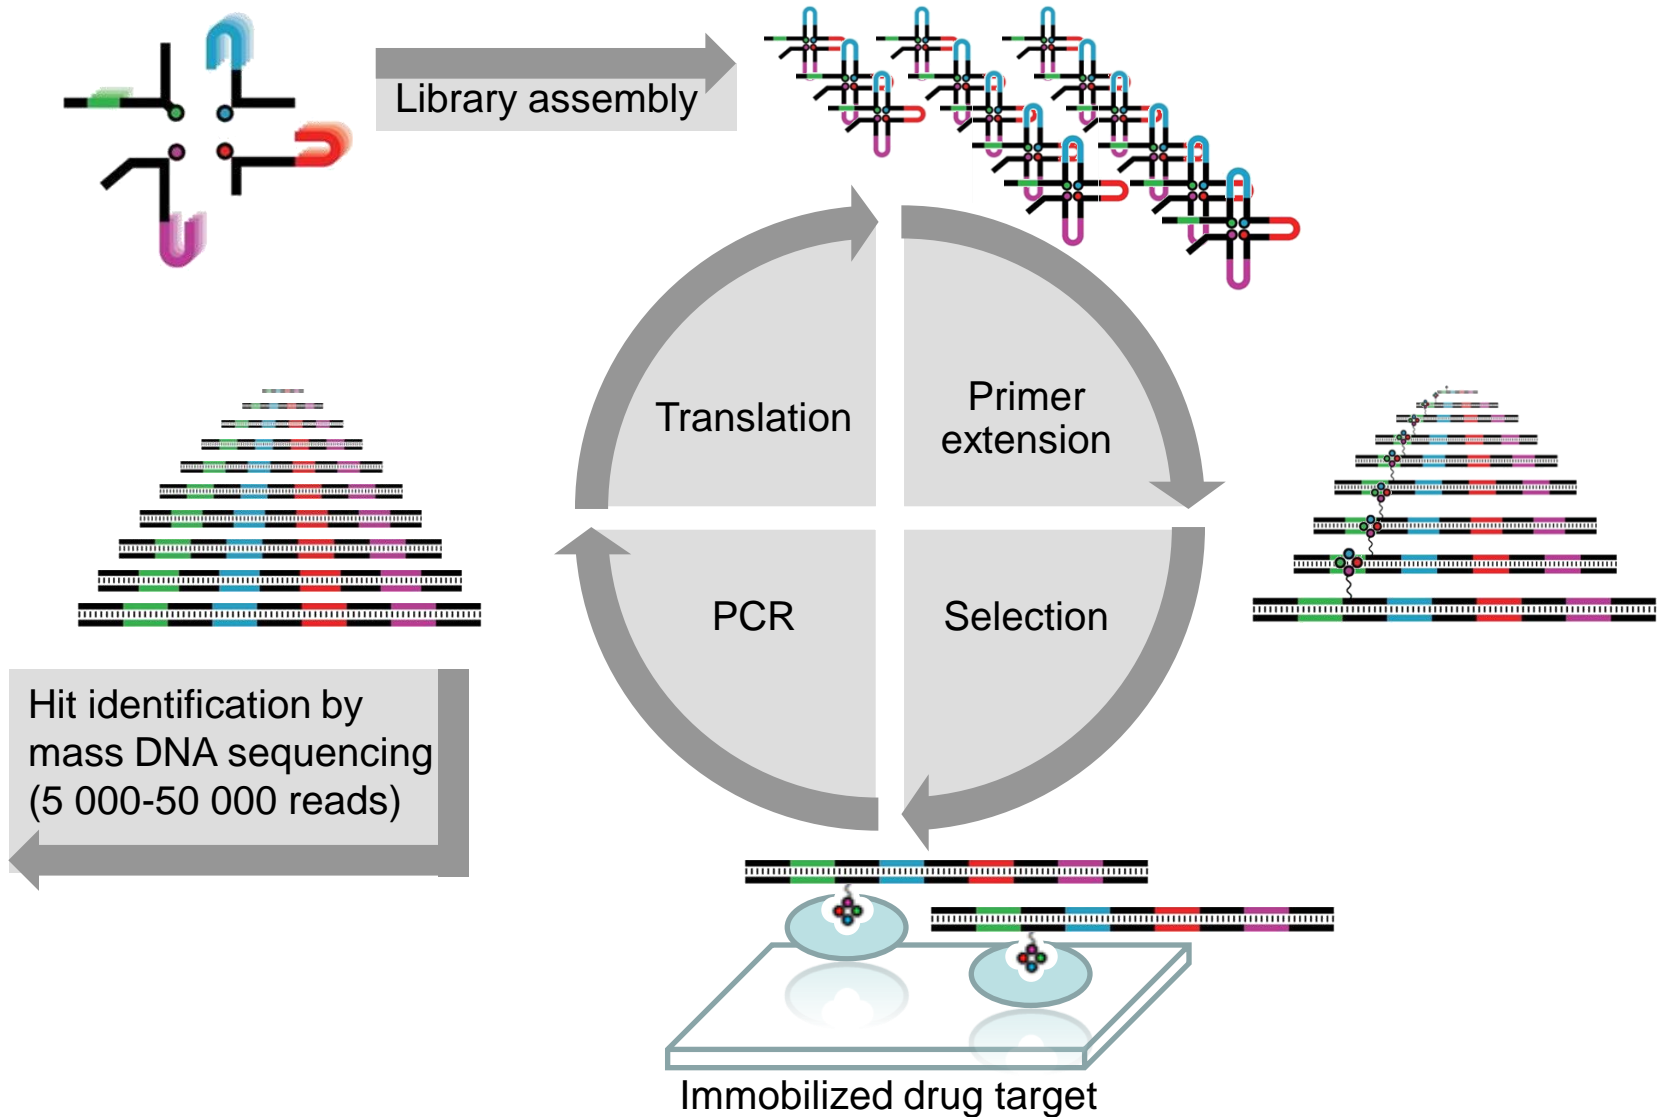 Library assembly
Translation
Primer
extension
PCR
Selection
Hit identification by
mass DNA sequencing
(5 000-50 000 reads)
Immobilized drug target